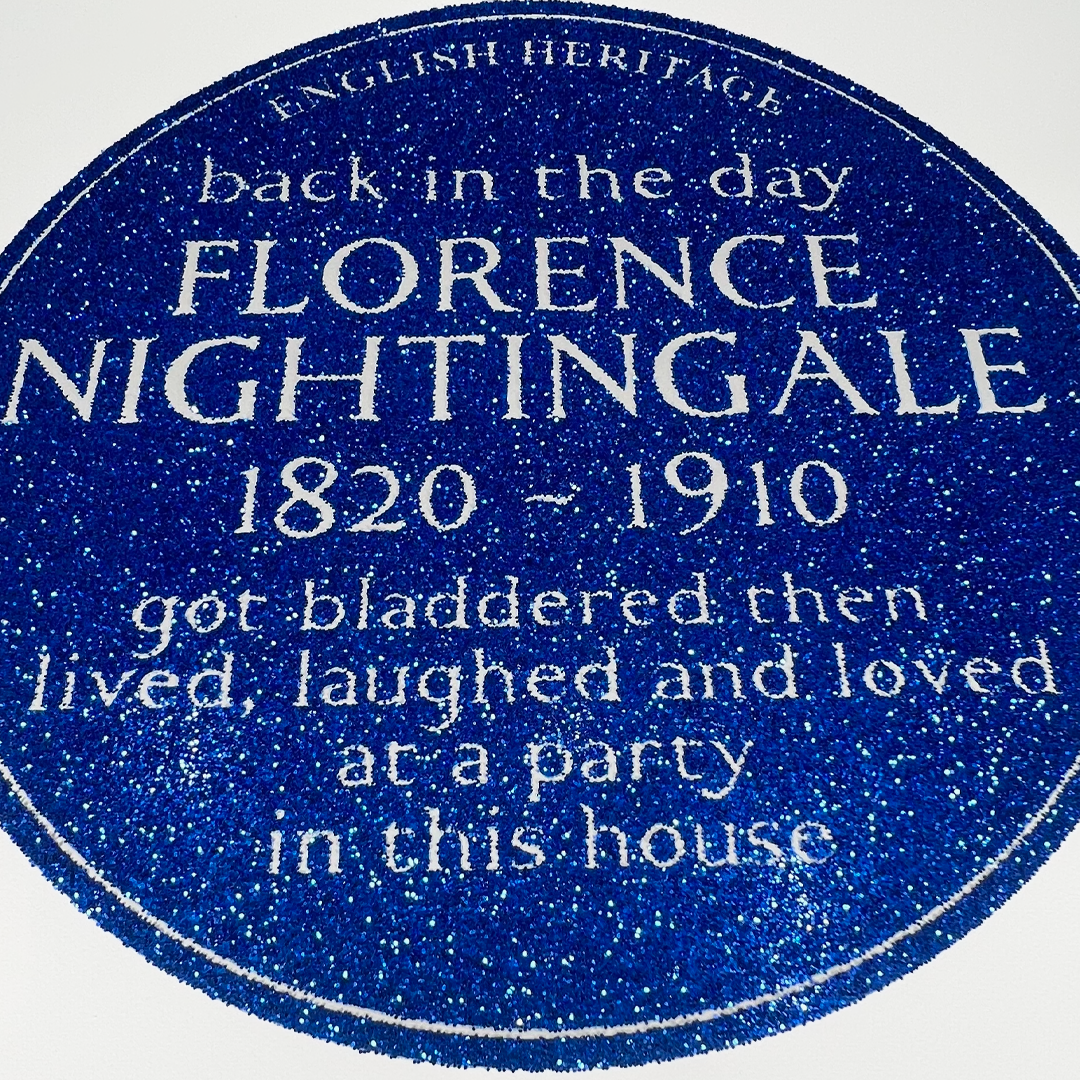 ENGLISH HERITAGE
back in the day
FLORENCE
NIGHTINGALE
1820 ~ 1910
got bladdered then
lived, laughed and loved
at a party
in this house